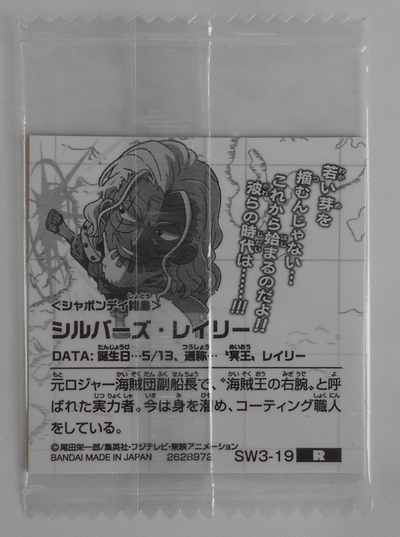 若い芽を
摘むんじゃない…
これから始まるのだよ!!
彼らの時代は……!!!
<シャボンディ諸島>
シルバーズ・レイリー
DATA：誕生日…5/13、通称…〝冥王〟レイリー
元ロジャー海賊団副船長で、〝海賊王の右腕〟と呼
ばれた実力者。今は身を潜め、コーティング職人
をしている。
©尾田栄一郎/集英社・フジテレビ・東映アニメーション
BANDAI MADE IN JAPAN 2628972 SW3-19 R